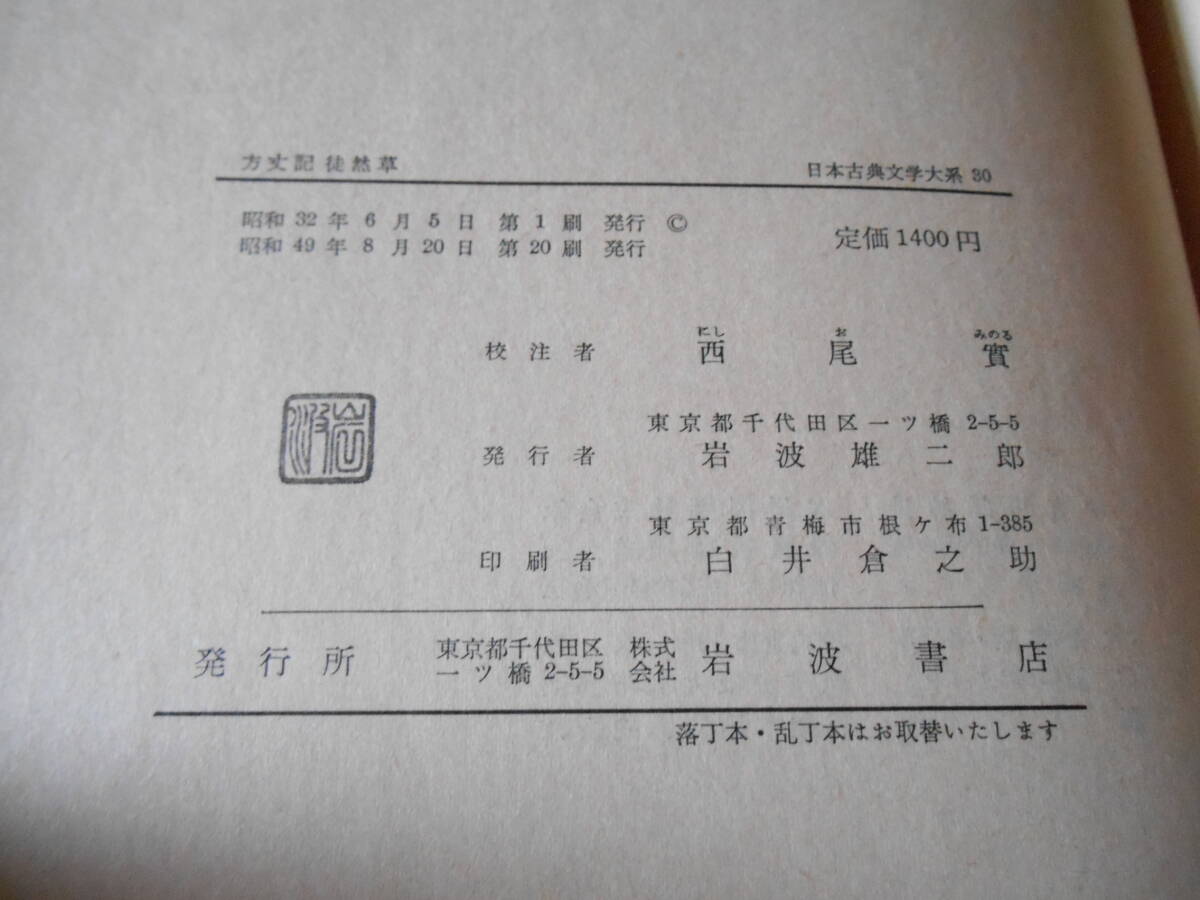 方丈記 徒然草
日本古典文学大系 30
昭和 32 年 6 月 5 日 第 1 刷 発行 ©
昭和 49 年 8 月 20 日 第 20 刷 発行
定価 1400 円
にし お みのる
校注者 西尾實
東京都千代田区一ツ橋 2-5-5
発行者 岩波雄二郎
岩波
東京都青梅市根ケ布 1-385
印刷者 白井倉之助
発行所 東京都千代田区 株式 岩波書店
一ツ橋 2-5-5 会社
落丁本・乱丁本はお取替いたします